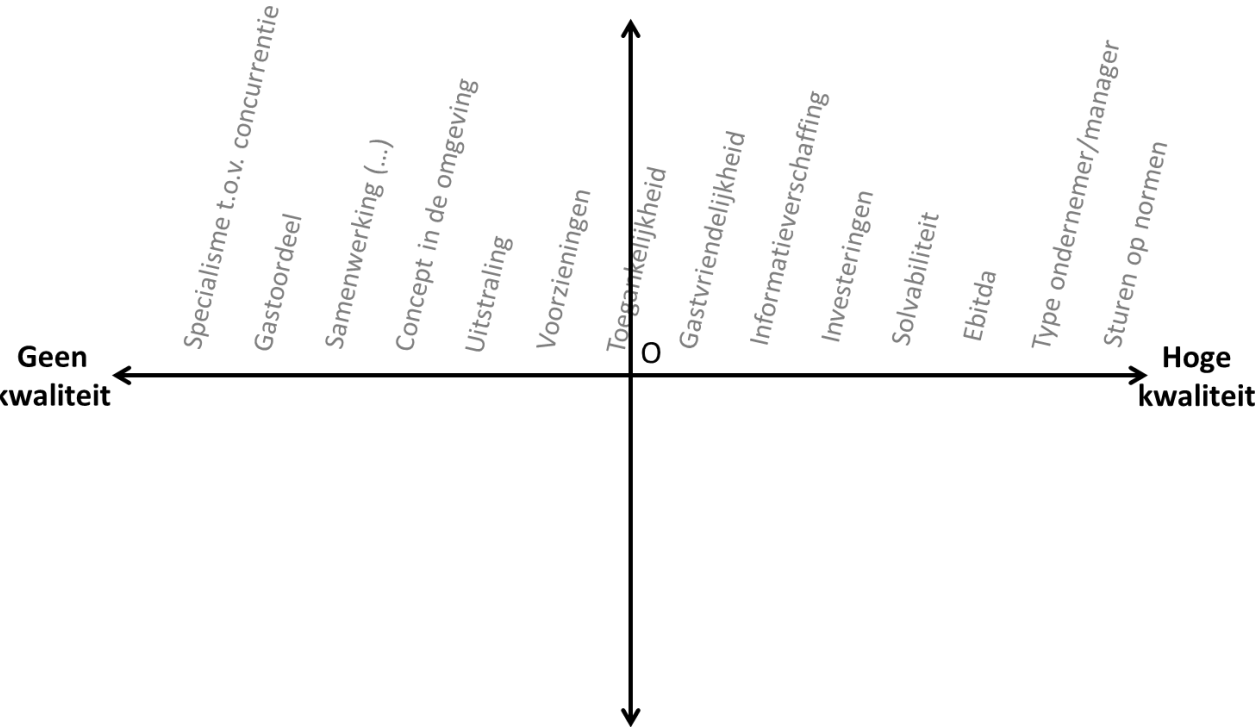 Specialisme t.o.v. concurrentie
Gastoordeel
Samenwerking (...)
Concept in de omgeving
Uitstraling
Voorzieningen
Toegankelijkheid
Gastvriendelijkheid
Informatieverschaffing
Investeringen
Solvabiliteit
Ebitda
Type ondernemer/manager
Sturen op normen
O
Geen
kwaliteit
Hoge
kwaliteit